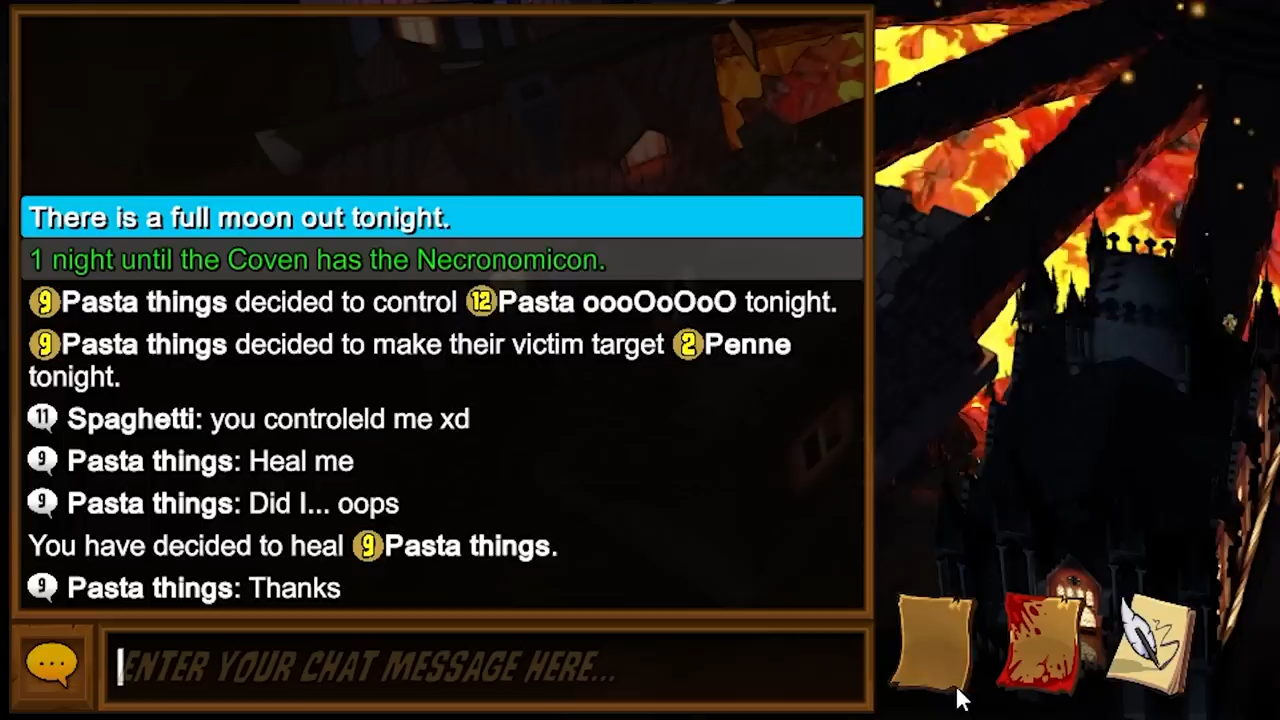 There is a full moon out tonight.
1 night until the Coven has the Necronomicon.
9 Pasta things decided to control 12 Pasta oooOoOoO tonight.
9 Pasta things decided to make their victim target 2 Penne
tonight.
11 Spaghetti: you controleld me xd
9 Pasta things: Heal me
9 Pasta things: Did I... oops
You have decided to heal 9 Pasta things.
9 Pasta things: Thanks
ENTER YOUR CHAT MESSAGE HERE...